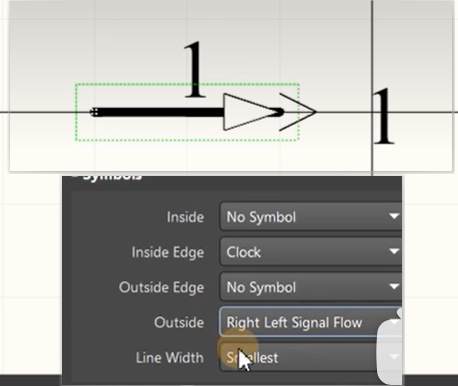 1
1
Symbols
Inside No Symbol
Inside Edge Clock
Outside Edge No Symbol
Outside Right Left Signal Flow
Line Width Smallest